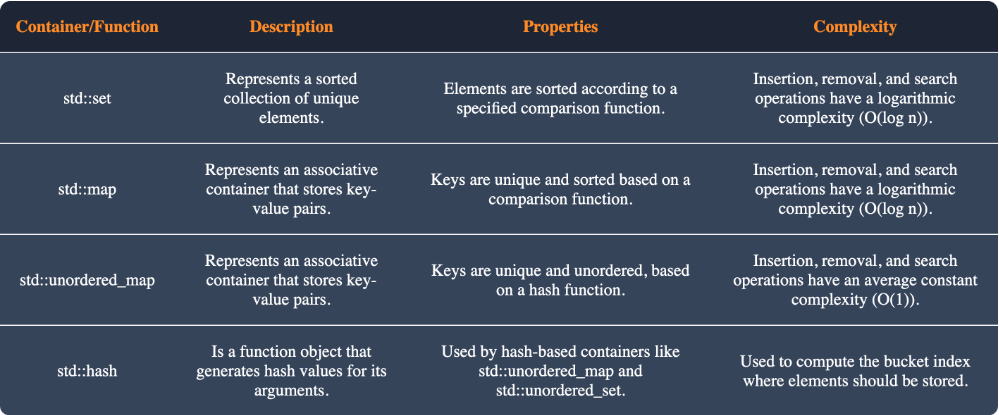 Container/Function Description Properties Complexity
std::set
Represents a sorted
collection of unique
elements.
Elements are sorted according to a
specified comparison function.
Insertion, removal, and search
operations have a logarithmic
complexity (O(log n)).
std::map
Represents an associative
container that stores key-
value pairs.
Keys are unique and sorted based on a
comparison function.
Insertion, removal, and search
operations have a logarithmic
complexity (O(log n)).
std::unordered_map
Represents an associative
container that stores key-
value pairs.
Keys are unique and unordered, based
on a hash function.
Insertion, removal, and search
operations have an average constant
complexity (O(1)).
std::hash
Is a function object that
generates hash values for its
arguments.
Used by hash-based containers like
std::unordered_map and
std::unordered_set.
Used to compute the bucket index
where elements should be stored.